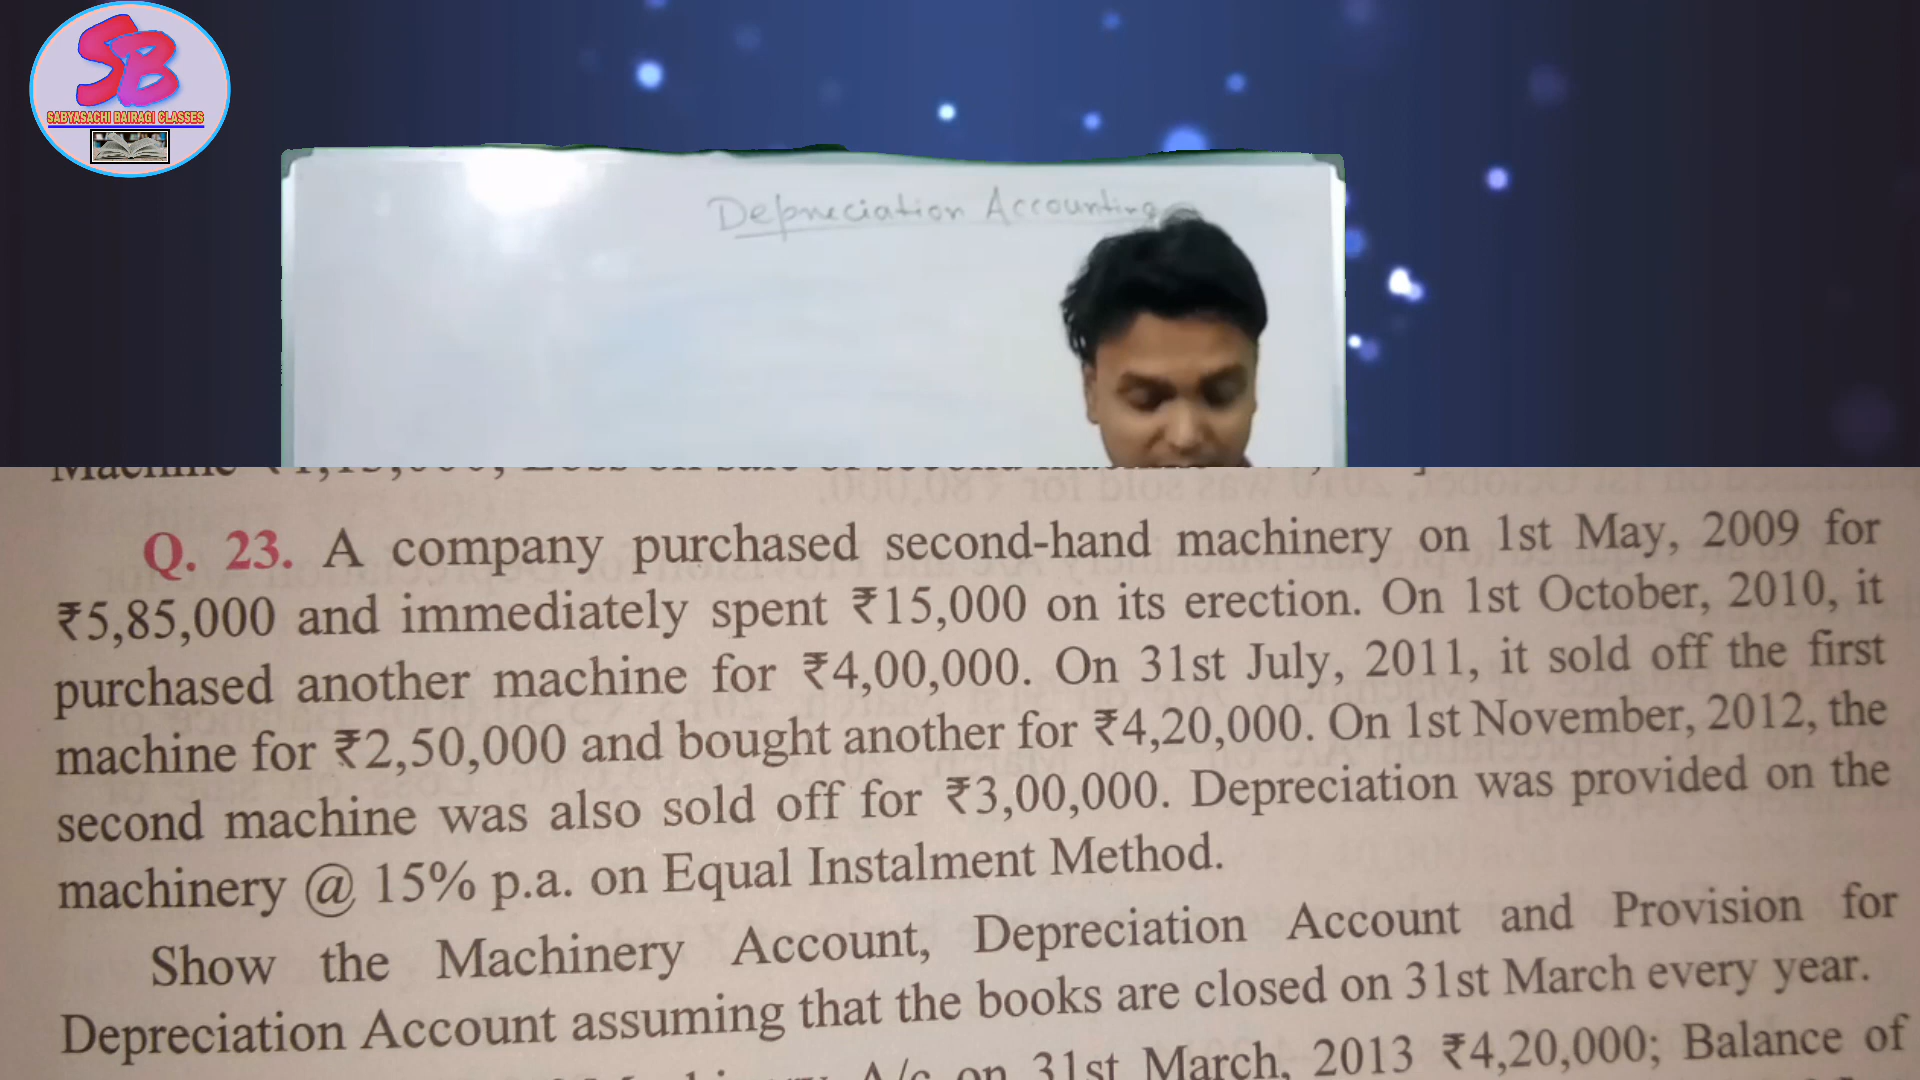 SB
SABYASACHI BAIRAGI CLASSES
Depreciation Accounting
Q. 23. A company purchased second-hand machinery on 1st May, 2009 for
₹5,85,000 and immediately spent ₹15,000 on its erection. On 1st October, 2010, it
purchased another machine for ₹4,00,000. On 31st July, 2011, it sold off the first
machine for ₹2,50,000 and bought another for ₹4,20,000. On 1st November, 2012, the
second machine was also sold off for ₹3,00,000. Depreciation was provided on the
machinery @ 15% p.a. on Equal Instalment Method.
Show the Machinery Account, Depreciation Account and Provision for
Depreciation Account assuming that the books are closed on 31st March every year.
A/c on 31st March, 2013 ₹4,20,000; Balance of